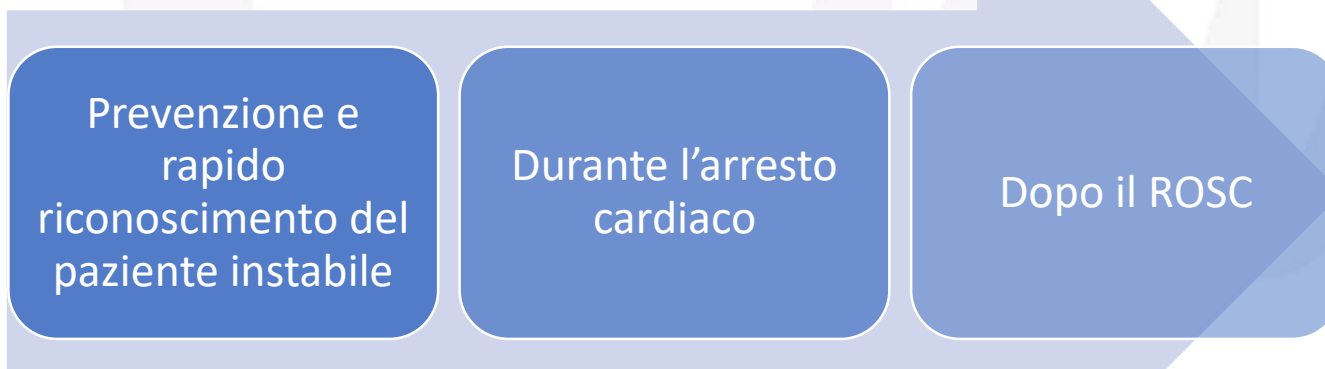 Prevenzione e
rapido
riconoscimento del
paziente instabile
Durante l’arresto
cardiaco
Dopo il ROSC